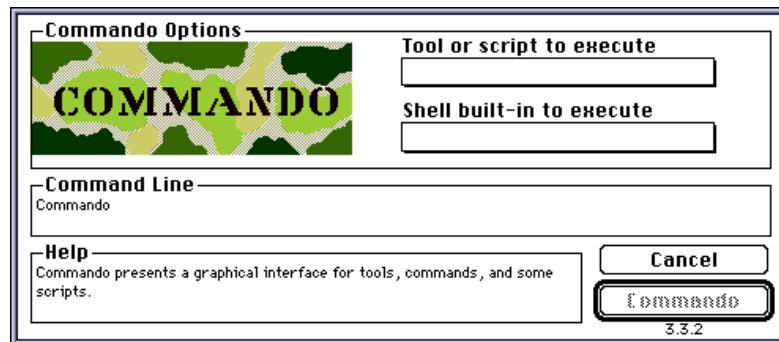 Commando Options
COMMANDO
Tool or script to execute
Shell built-in to execute
Command Line
Commando
Help
Commando presents a graphical interface for tools, commands, and some
scripts.
Cancel
Commando
3.3.2